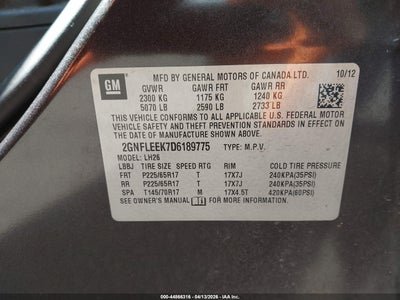 MFD BY GENERAL MOTORS OF CANADA LTD. 10/12
GM
GVWR GAWR FRT GAWR RR
2300 KG 1175 KG 1240 KG
5070 LB 2590 LB 2733 LB
THIS VEHICLE CONFORMS TO ALL APPLICABLE U.S.
FEDERAL MOTOR VEHICLE SAFETY, BUMPER, AND
THEFT PREVENTION STANDARDS IN EFFECT ON THE
DATE OF MANUFACTURE SHOWN ABOVE.
2GNFLEEK7D6189775 TYPE: M.P.V.
MODEL: LH26
LBBJ TIRE SIZE SPEED RTG RIM COLD TIRE PRESSURE
FRT P225/65R17 T 17X7J 240KPA(35PSI)
RR P225/65R17 T 17X7J 240KPA(35PSI)
SPA T145/70R17 M 17X4.5T 420KPA(60PSI)
SEE OWNER'S MANUAL FOR ADDITIONAL INFORMATION.
000-44866316 - 04/13/2026 - IAAI.COM